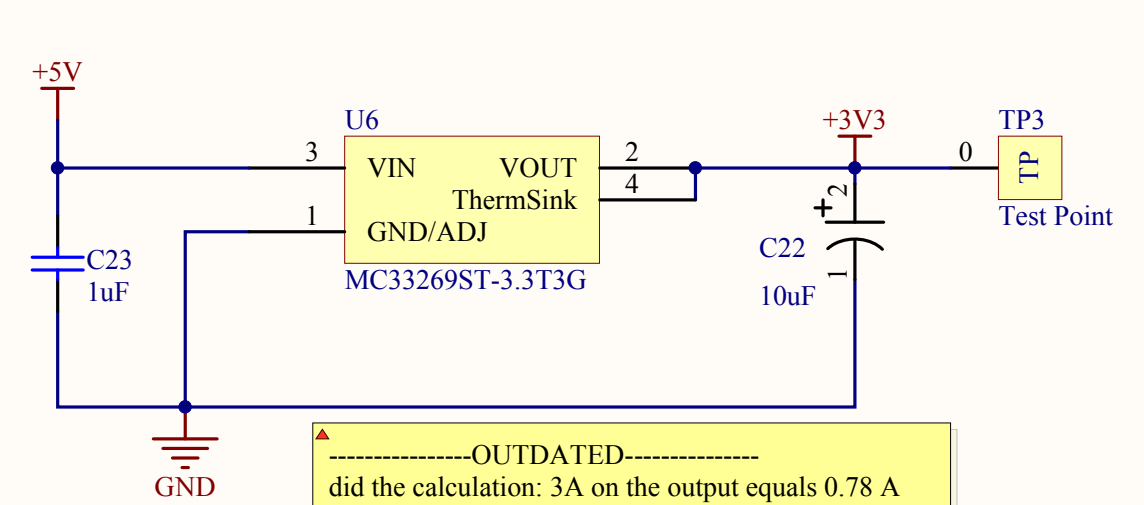 +5V
U6
+3V3
TP3
3
VIN
VOUT
2
0
TP
4
ThermSink
2
+
Test Point
1
GND/ADJ
C22
C23
MC33269ST-3.3T3G
1
1uF
10uF
----------------OUTDATED---------------
did the calculation: 3A on the output equals 0.78 A
GND